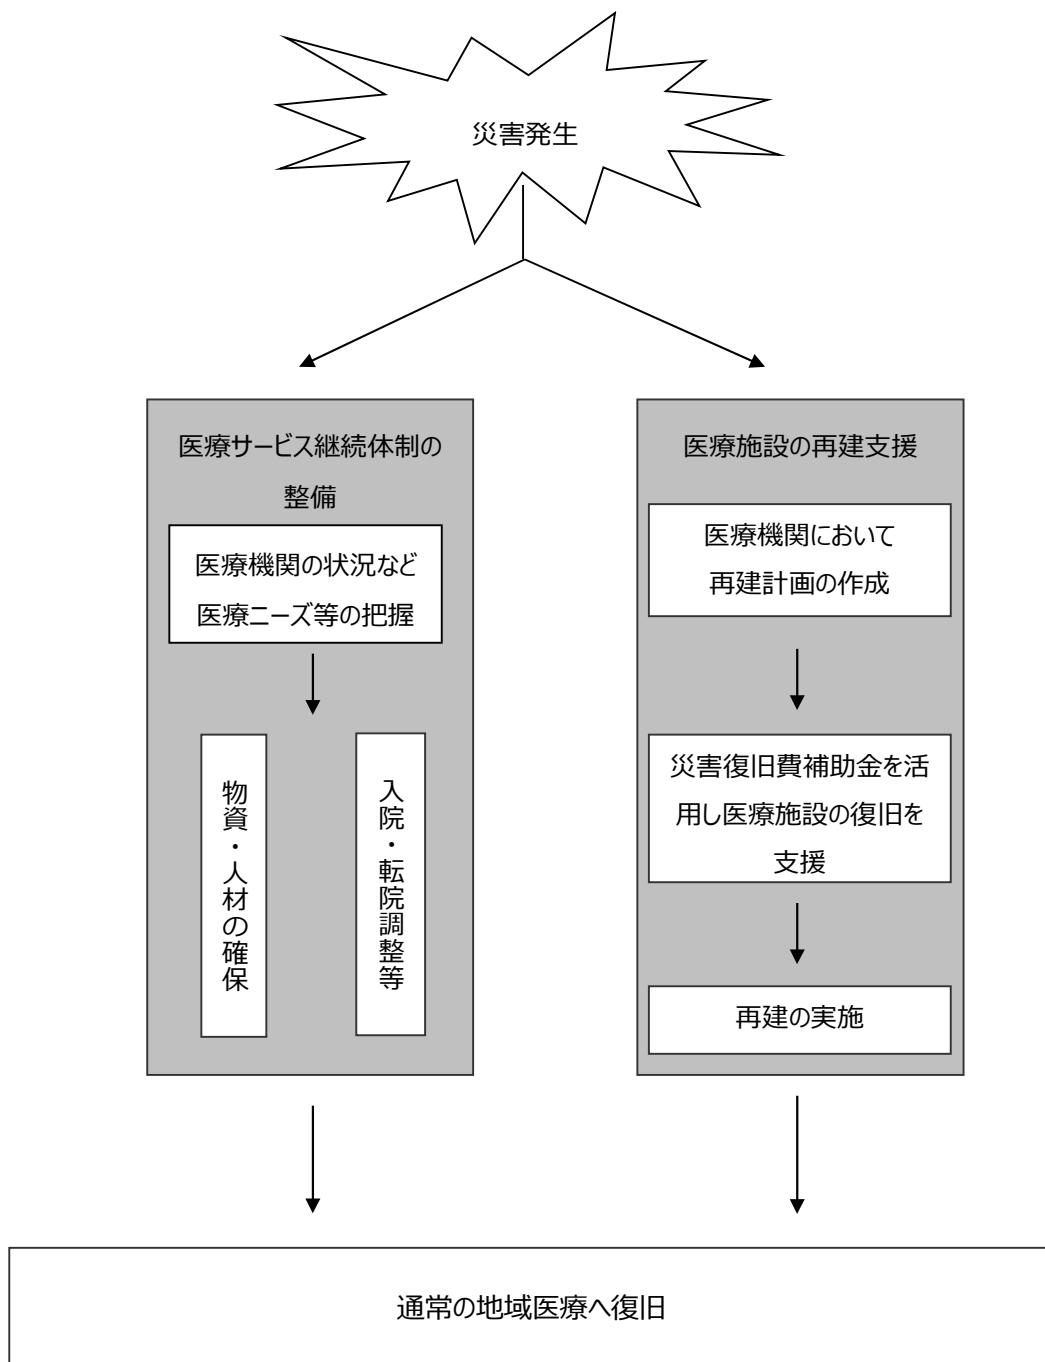 災害発生
医療サービス継続体制の
整備
医療機関の状況など
医療ニーズ等の把握
物資・人材の確保
入院・転院調整等
医療施設の再建支援
医療機関において
再建計画の作成
災害復旧費補助金を活
用し医療施設の復旧を
支援
再建の実施
通常の地域医療へ復旧